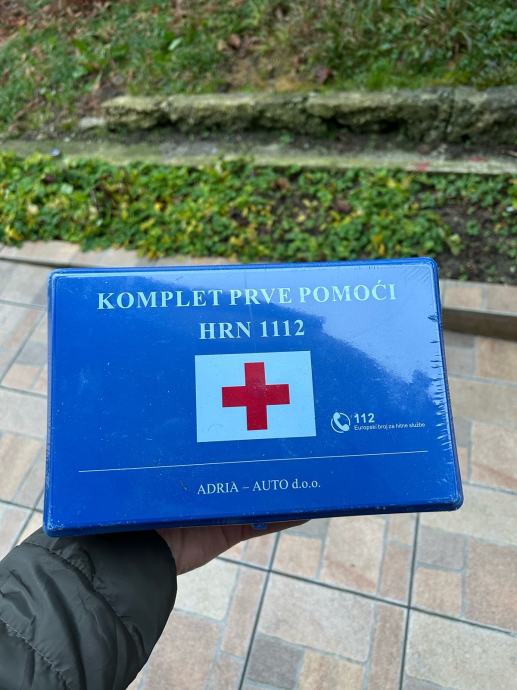 KOMPLET PRVE POMOĆI
HRN 1112
112
Europski broj za hitne službe
ADRIA – AUTO d.o.o.